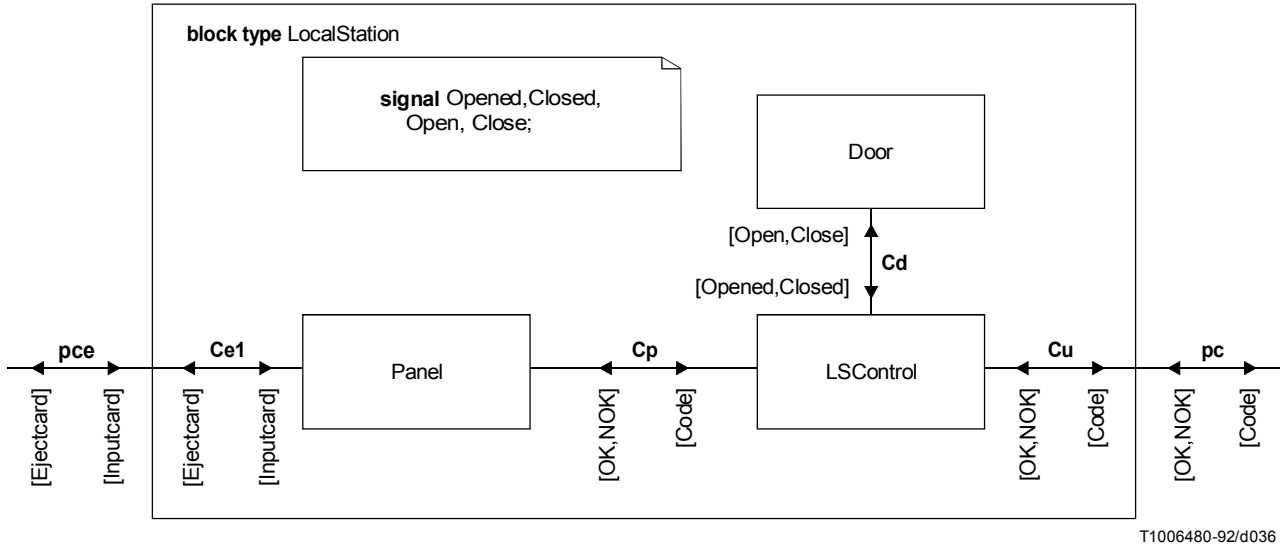 block type LocalStation
signal Opened,Closed,
Open, Close;
Door
[Open,Close]
Cd
[Opened,Closed]
pce
Ce1
Panel
Cp
LSControl
Cu
pc
[Ejectcard]
[Inputcard]
[Ejectcard]
[Inputcard]
[OK,NOK]
[Code]
[OK,NOK]
[Code]
[OK,NOK]
[Code]
T1006480-92/d036